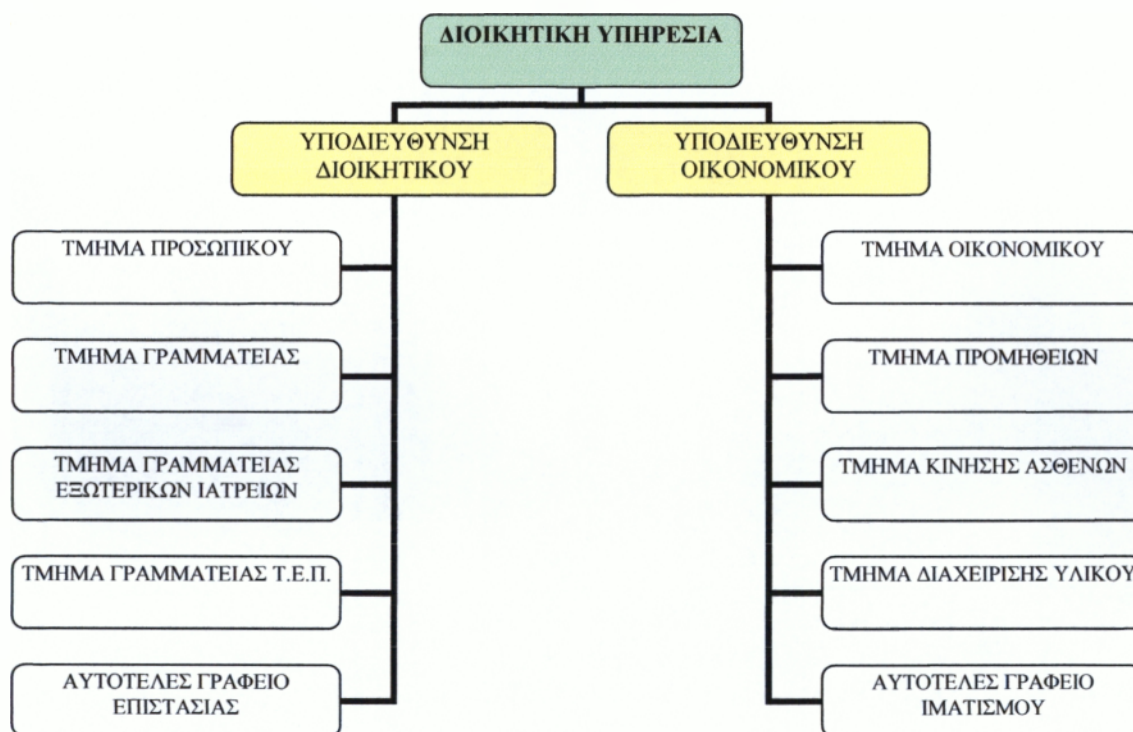 ΔΙΟΙΚΗΤΙΚΗ ΥΠΗΡΕΣΙΑ
ΥΠΟΔΙΕΥΘΥΝΣΗ
ΔΙΟΙΚΗΤΙΚΟΥ
ΥΠΟΔΙΕΥΘΥΝΣΗ
ΟΙΚΟΝΟΜΙΚΟΥ
ΤΜΗΜΑ ΠΡΟΣΩΠΙΚΟΥ
ΤΜΗΜΑ ΓΡΑΜΜΑΤΕΙΑΣ
ΤΜΗΜΑ ΓΡΑΜΜΑΤΕΙΑΣ
ΕΞΩΤΕΡΙΚΩΝ ΙΑΤΡΕΙΩΝ
ΤΜΗΜΑ ΓΡΑΜΜΑΤΕΙΑΣ Τ.Ε.Π.
ΑΥΤΟΤΕΛΕΣ ΓΡΑΦΕΙΟ
ΕΠΙΣΤΑΣΙΑΣ
ΤΜΗΜΑ ΟΙΚΟΝΟΜΙΚΟΥ
ΤΜΗΜΑ ΠΡΟΜΗΘΕΙΩΝ
ΤΜΗΜΑ ΚΙΝΗΣΗΣ ΑΣΘΕΝΩΝ
ΤΜΗΜΑ ΔΙΑΧΕΙΡΙΣΗΣ ΥΛΙΚΟΥ
ΑΥΤΟΤΕΛΕΣ ΓΡΑΦΕΙΟ
ΙΜΑΤΙΣΜΟΥ